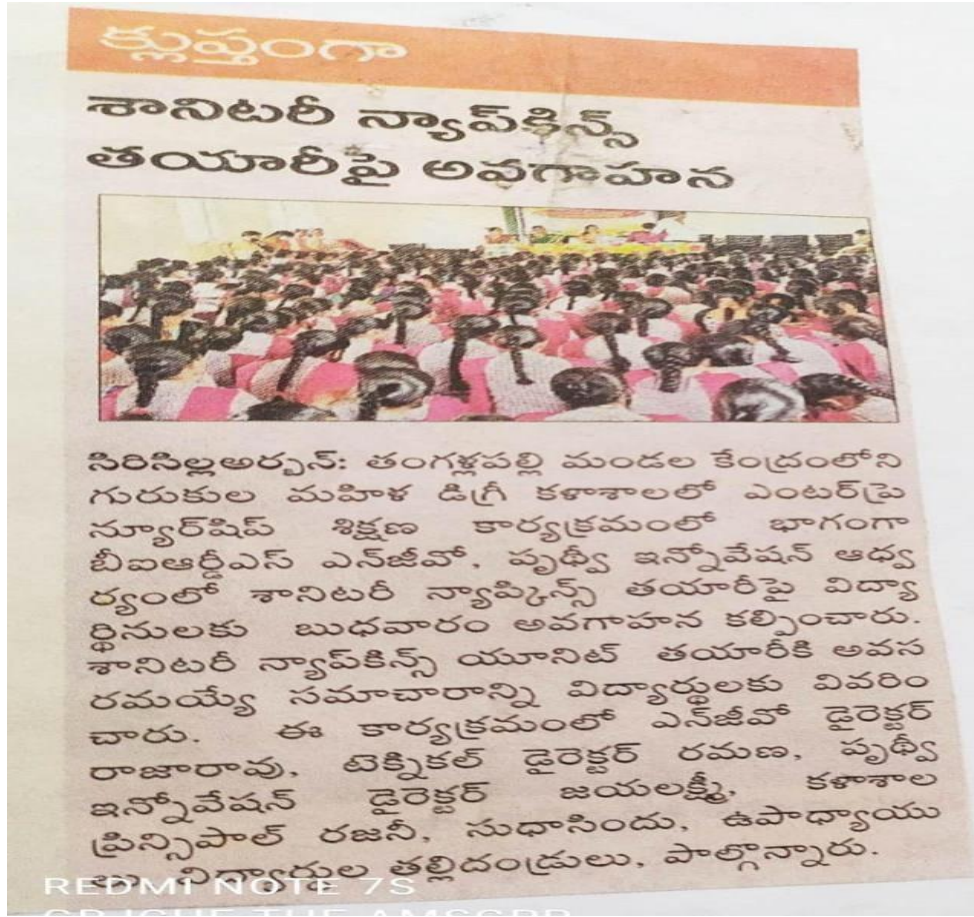 క్లుప్తంగా
శానిటరీ న్యాప్‌కిన్స్
తయారీపై అవగాహన
సిరిసిల్లఅర్బన్: తంగళ్లపల్లి మండల కేంద్రంలోని
గురుకుల మహిళ డిగ్రీ కళాశాలలో ఎంటర్‌ప్రె
న్యూర్‌షిప్ శిక్షణ కార్యక్రమంలో భాగంగా
బీఐఆర్డీఎస్ ఎన్‌జీవో, పృథ్వీ ఇన్నోవేషన్ ఆధ్వ
ర్యంలో శానిటరీ న్యాప్కిన్స్ తయారీపై విద్యా
ర్థినులకు బుధవారం అవగాహన కల్పించారు.
శానిటరీ న్యాప్‌కిన్స్ యూనిట్ తయారీకి అవస
రమయ్యే సమాచారాన్ని విద్యార్థులకు వివరిం
చారు. ఈ కార్యక్రమంలో ఎన్‌జీవో డైరెక్టర్
రాజారావు, టెక్నికల్ డైరెక్టర్ రమణ, పృథ్వీ
ఇన్నోవేషన్ డైరెక్టర్ జయలక్ష్మీ, కళాశాల
ప్రిన్సిపాల్ రజనీ, సుధాసిందు, ఉపాధ్యాయు
తల్లిదండ్రులు, పాల్గొన్నారు.
REDMI NOTE 7S